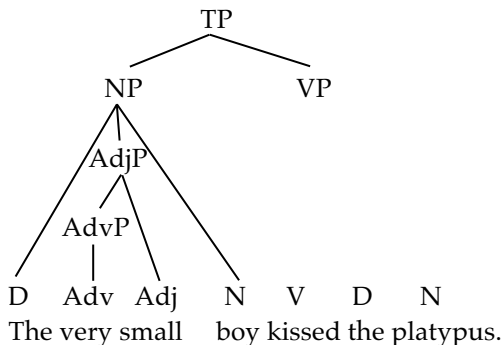 TP
NP VP
AdjP
AdvP
D Adv Adj N V D N
The very small boy kissed the platypus.